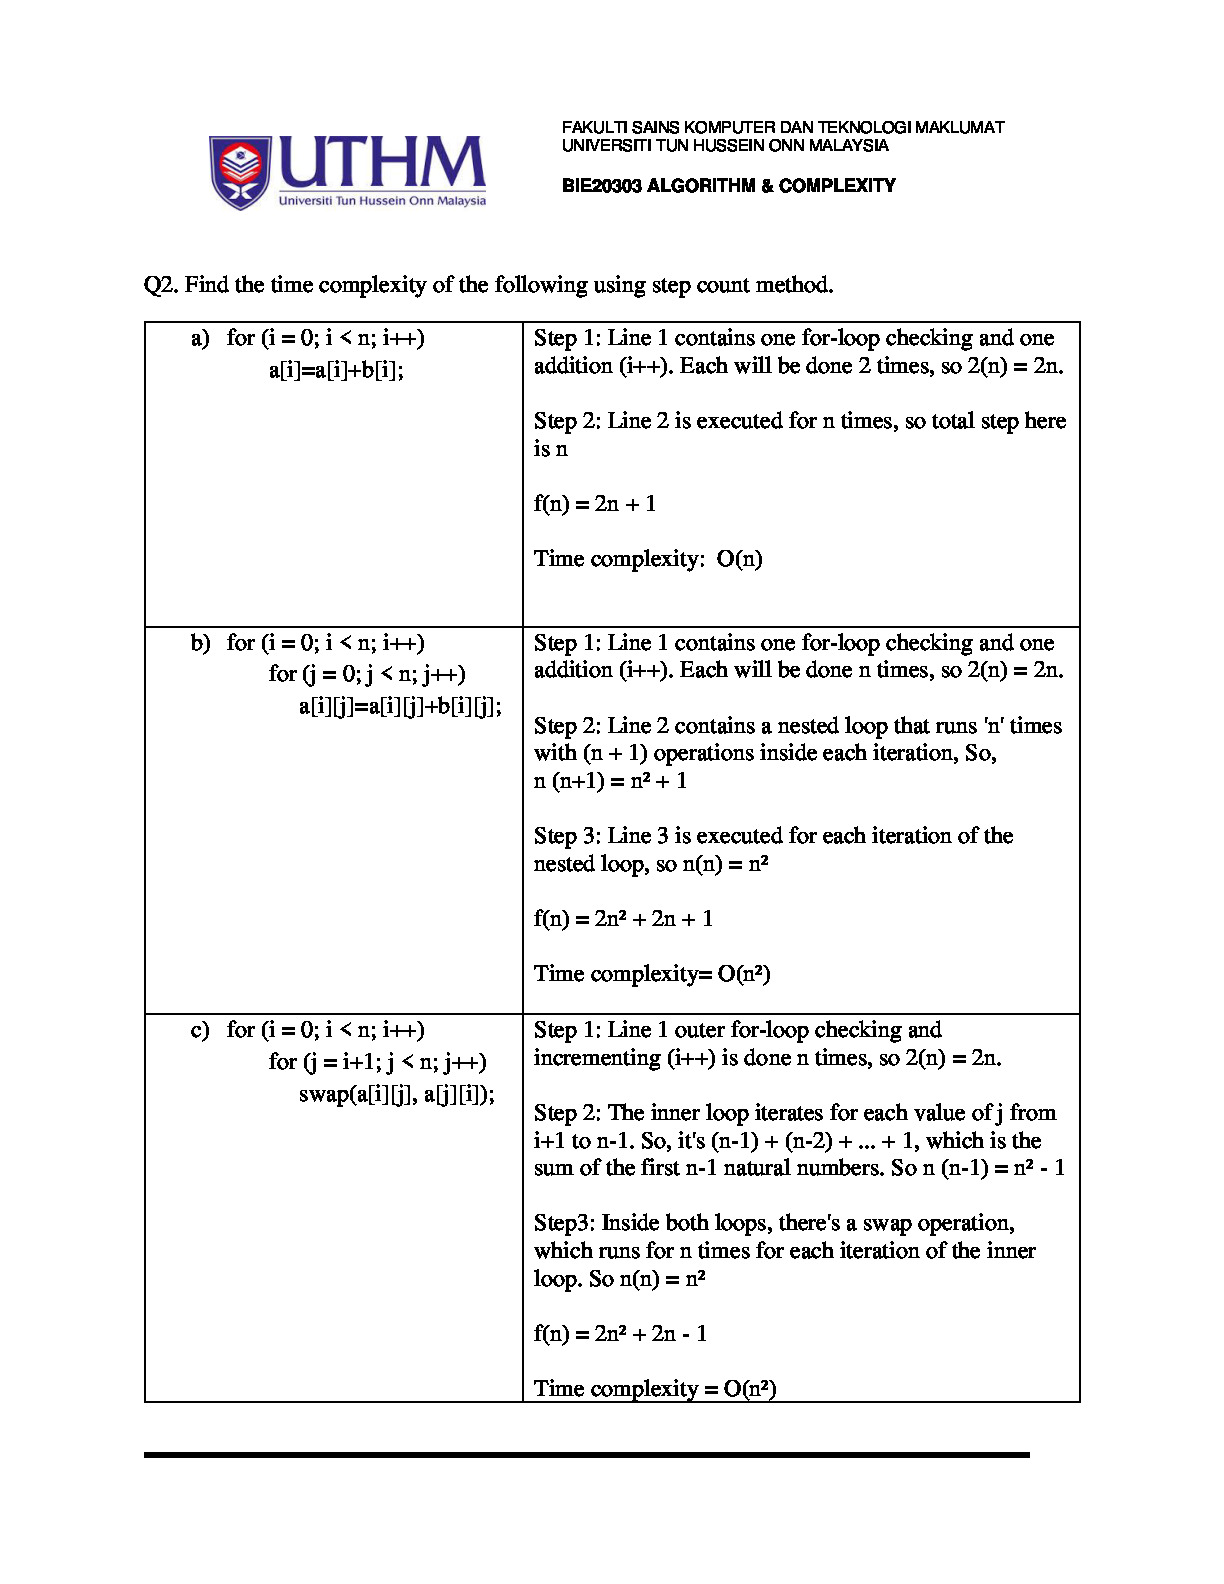 UTHM
Universiti Tun Hussein Onn Malaysia
FAKULTI SAINS KOMPUTER DAN TEKNOLOGI MAKLUMAT
UNIVERSITI TUN HUSSEIN ONN MALAYSIA
BIE20303 ALGORITHM & COMPLEXITY
Q2. Find the time complexity of the following using step count method.
a) for (i = 0; i < n; i++)
a[i]=a[i]+b[i];
Step 1: Line 1 contains one for-loop checking and one
addition (i++). Each will be done 2 times, so 2(n) = 2n.
Step 2: Line 2 is executed for n times, so total step here
is n
f(n) = 2n + 1
Time complexity: O(n)
b) for (i = 0; i < n; i++)
for (j = 0; j < n; j++)
a[i][j]=a[i][j]+b[i][j];
Step 1: Line 1 contains one for-loop checking and one
addition (i++). Each will be done n times, so 2(n) = 2n.
Step 2: Line 2 contains a nested loop that runs 'n' times
with (n + 1) operations inside each iteration, So,
n (n+1) = n² + 1
Step 3: Line 3 is executed for each iteration of the
nested loop, so n(n) = n²
f(n) = 2n² + 2n + 1
Time complexity= O(n²)
c) for (i = 0; i < n; i++)
for (j = i+1; j < n; j++)
swap(a[i][j], a[j][i]);
Step 1: Line 1 outer for-loop checking and
incrementing (i++) is done n times, so 2(n) = 2n.
Step 2: The inner loop iterates for each value of j from
i+1 to n-1. So, it's (n-1) + (n-2) + ... + 1, which is the
sum of the first n-1 natural numbers. So n (n-1) = n² - 1
Step3: Inside both loops, there's a swap operation,
which runs for n times for each iteration of the inner
loop. So n(n) = n²
f(n) = 2n² + 2n - 1
Time complexity = O(n²)